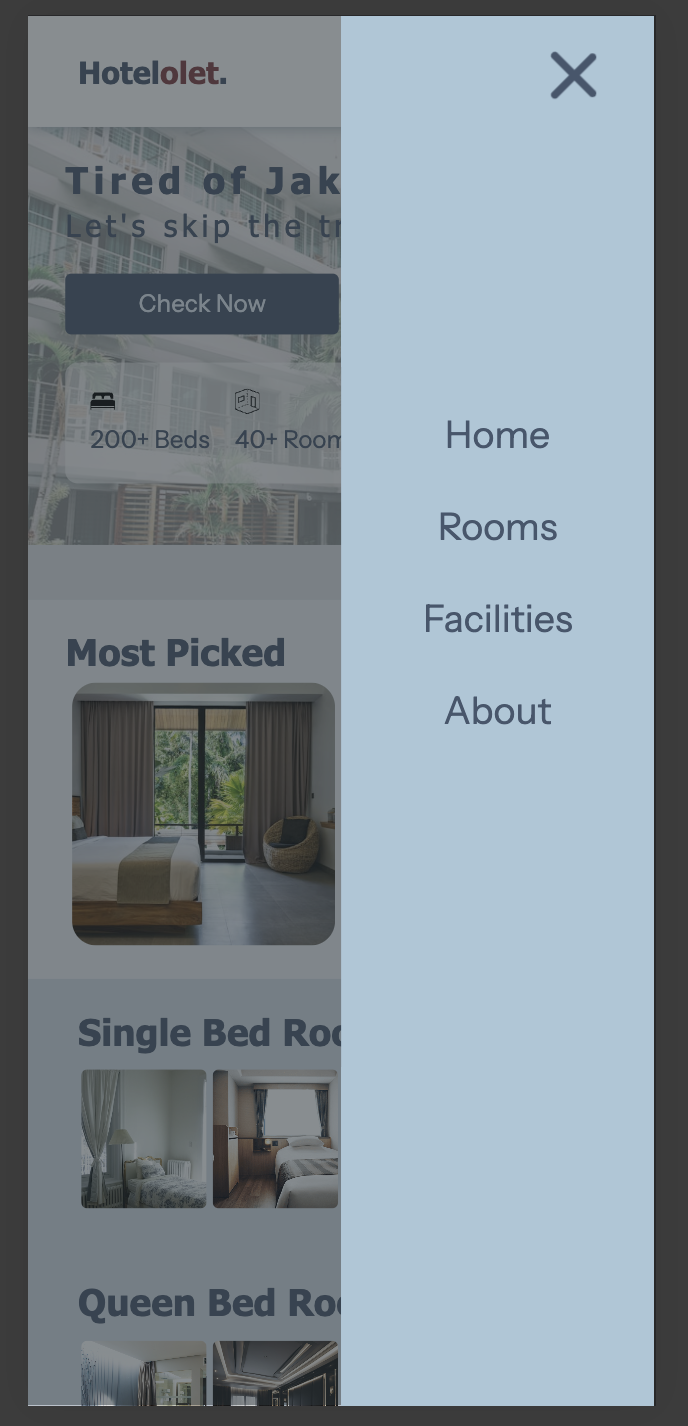 Hotelolet.
Tired of Jak
Let's skip the tr
Check Now
200+ Beds
40+ Room
Most Picked
Single Bed Roo
Queen Bed Roo
Home
Rooms
Facilities
About